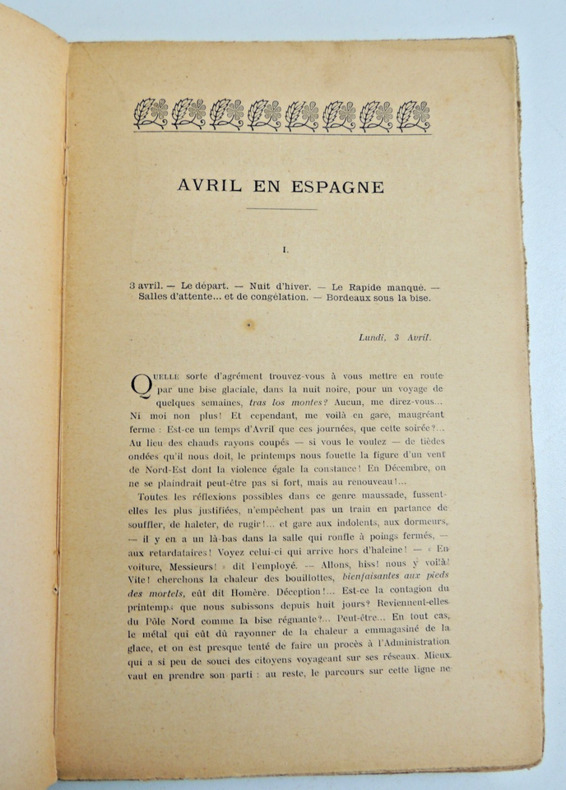 AVRIL EN ESPAGNE
I.
3 avril. — Le départ. — Nuit d'hiver. — Le Rapide manqué. —
Salles d'attente... et de congélation. — Bordeaux sous la bise.
Lundi, 3 Avril.
QUELLE sorte d'agrément trouvez-vous à vous mettre en route
par une bise glaciale, dans la nuit noire, pour un voyage de
quelques semaines, tras los montes? Aucun, me direz-vous...
Ni moi non plus! Et cependant, me voilà en gare, maugréant
ferme : Est-ce un temps d'Avril que ces journées, que cette soirée?...
Au lieu des chauds rayons coupés — si vous le voulez — de tièdes
ondées qu'il nous doit, le printemps nous fouette la figure d'un vent
de Nord-Est dont la violence égale la constance! En Décembre, on
ne se plaindrait peut-être pas si fort, mais au renouveau!...
Toutes les réflexions possibles dans ce genre maussade, fussent-
elles les plus justifiées, n'empêchent pas un train en partance de
souffler, de haleter, de rugir!... et gare aux indolents, aux dormeurs,
— il y en a un là-bas dans la salle qui ronfle à poings fermés, —
aux retardataires! Voyez celui-ci qui arrive hors d'haleine! — « En
voiture, Messieurs! » dit l'employé. — Allons, hiss! nous y voilà!
Vite! cherchons la chaleur des bouillottes, bienfaisantes aux pieds
des mortels, eût dit Homère. Déception!... Est-ce la contagion du
printemps que nous subissons depuis huit jours? Reviennent-elles
du Pôle Nord comme la bise régnante?... Peut-être... En tout cas,
le métal qui eût dû rayonner de la chaleur a emmagasiné de la
glace, et on est presque tenté de faire un procès à l'Administration
qui a si peu de souci des citoyens voyageant sur ses réseaux. Mieux
vaut en prendre son parti : au reste, le parcours sur cette ligne ne